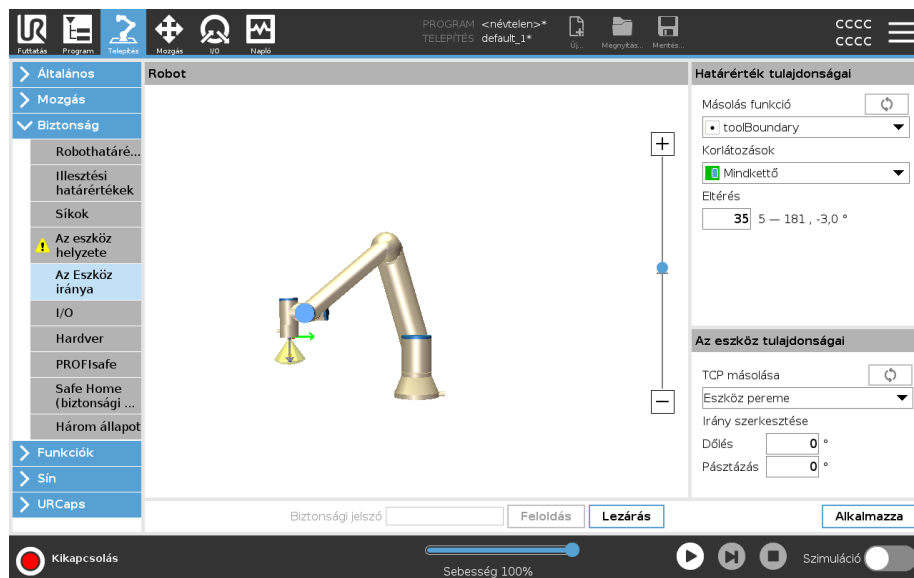 PROGRAM <névtelen>*
TELEPÍTÉS default_1*
CCCC
CCCC
Futtatás Program Telepítés Mozgás I/O Napló Új... Megnyitás... Mentés...
Általános
Mozgás
Biztonság
Robothatáré...
Illesztési
határértékek
Síkok
Az eszköz
helyzete
Az Eszköz
iránya
I/O
Hardver
PROFIsafe
Safe Home
(biztonsági ...
Három állapot
Funkciók
Sín
URCaps
Robot
Határérték tulajdonságai
Másolás funkció
toolBoundary
Korlátozások
Mindkettő
Eltérés
35 5 — 181 , -3,0 °
Az eszköz tulajdonságai
TCP másolása
Eszköz pereme
Irány szerkesztése
Dőlés 0 °
Pásztázás 0 °
Biztonsági jelszó Feloldás Lezárás Alkalmazza
Kikapcsolás
Sebesség 100%
Szimuláció